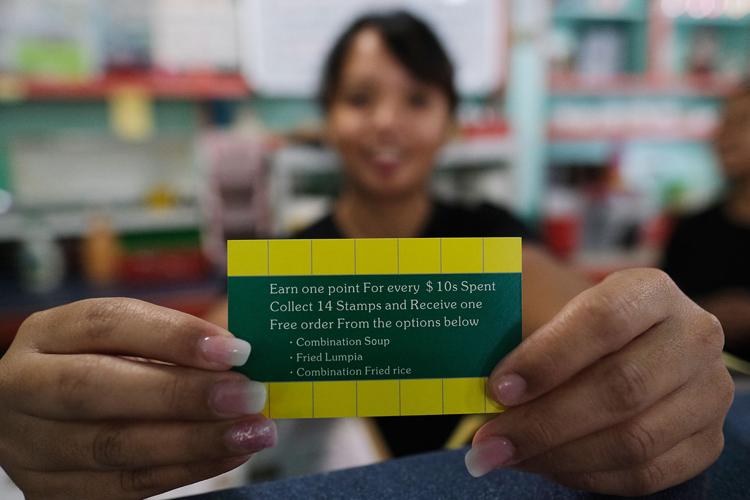 Earn one point For every $10s Spent
Collect 14 Stamps and Receive one
Free order From the options below
· Combination Soup
· Fried Lumpia
· Combination Fried rice